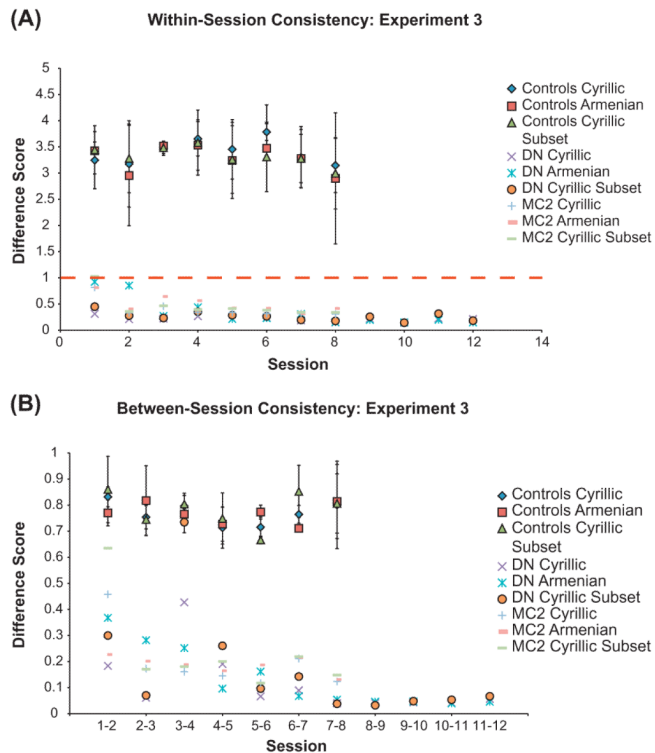 (A)
Within-Session Consistency: Experiment 3
Difference Score
5
4.5
4
3.5
3
2.5
2
1.5
1
0.5
0
0 2 4 6 8 10 12 14
Session
Controls Cyrillic
Controls Armenian
Controls Cyrillic
Subset
DN Cyrillic
DN Armenian
DN Cyrillic Subset
MC2 Cyrillic
MC2 Armenian
MC2 Cyrillic Subset
(B)
Between-Session Consistency: Experiment 3
Difference Score
1
0.9
0.8
0.7
0.6
0.5
0.4
0.3
0.2
0.1
0
1-2 2-3 3-4 4-5 5-6 6-7 7-8 8-9 9-10 10-11 11-12
Session
Controls Cyrillic
Controls Armenian
Controls Cyrillic
Subset
DN Cyrillic
DN Armenian
DN Cyrillic Subset
MC2 Cyrillic
MC2 Armenian
MC2 Cyrillic Subset